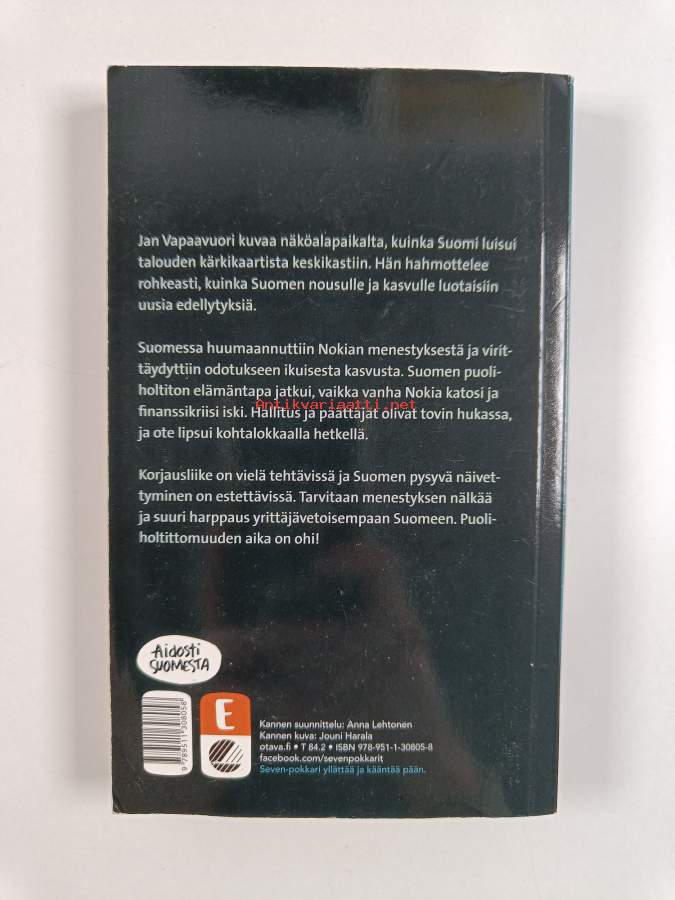 Jan Vapaavuori kuvaa näköalapaikalta, kuinka Suomi luisui
talouden kärkikaartista keskikastiin. Hän hahmottelee
rohkeasti, kuinka Suomen nousulle ja kasvulle luotaisiin
uusia edellytyksiä.
Suomessa huumaannuttiin Nokian menestyksestä ja virit-
täydyttiin odotukseen ikuisesta kasvusta. Suomen puoli-
holtiton elämäntapa jatkui, vaikka vanha Nokia katosi ja
Antikvariaatti.net
finanssikriisi iski. Hallitus ja päättäjät olivat tovin hukassa,
ja ote lipsui kohtalokkaalla hetkellä.
Korjausliike on vielä tehtävissä ja Suomen pysyvä näivet-
tyminen on estettävissä. Tarvitaan menestyksen nälkää
ja suuri harppaus yrittäjävetoisempaan Suomeen. Puoli-
holtittomuuden aika on ohi!
Aidosti
SUOMESTA
9 789511 308058
E
Kannen suunnittelu: Anna Lehtonen
Kannen kuva: Jouni Harala
otava.fi • T 84.2 • ISBN 978-951-1-30805-8
facebook.com/sevenpokkarit
Seven-pokkari yllättää ja kääntää pään.